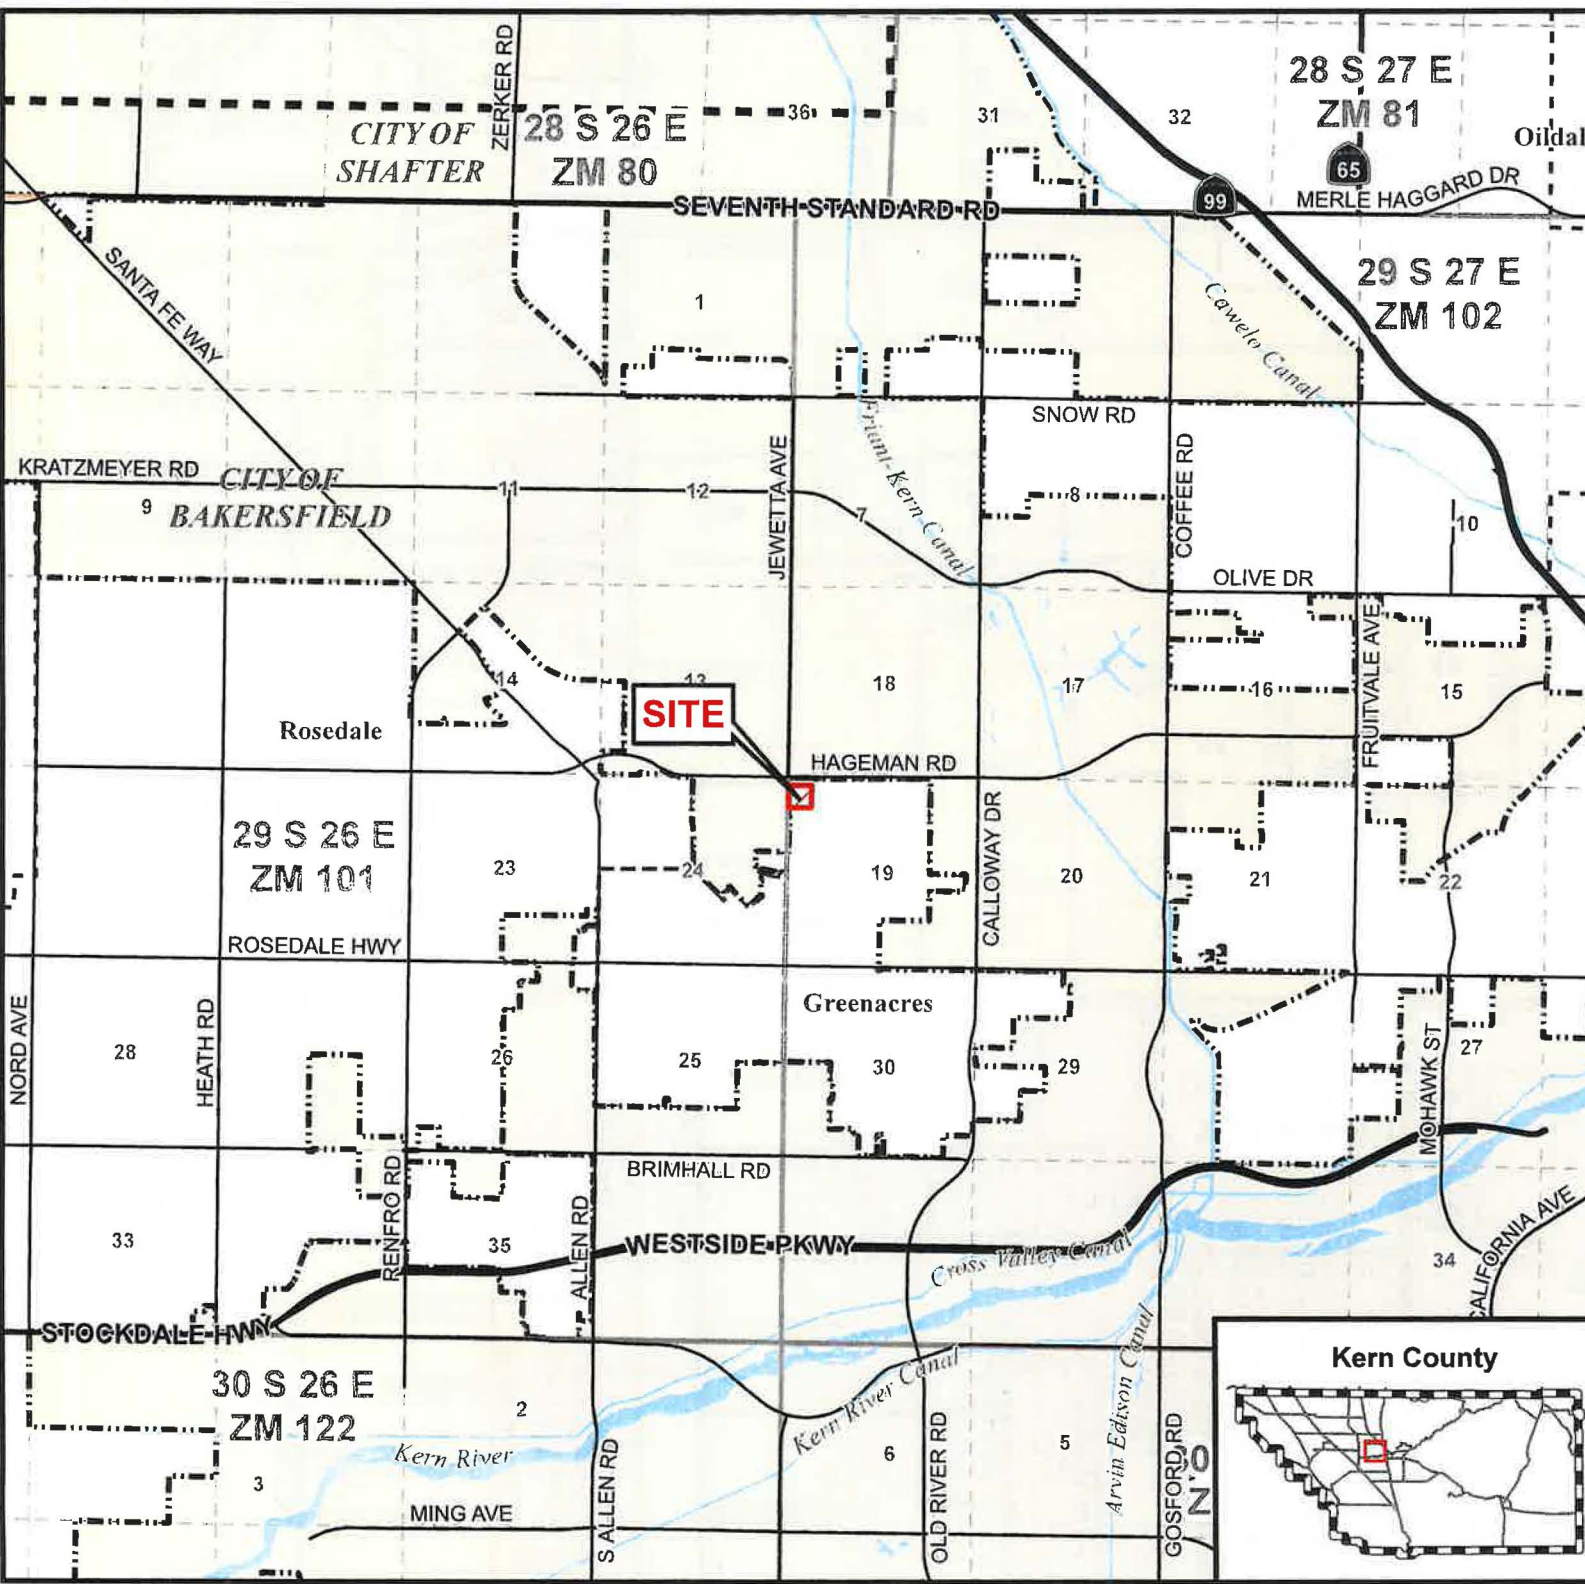 ZERKER RD
28 S 27 E
ZM 81
36
31
32
CITY OF
SHAFTER
28 S 26 E
ZM 80
65
MERLE HAGGARD DR
99
SEVENTH STANDARD RD
SANTA FE WAY
1
29 S 27 E
ZM 102
Cawelo Canal
SNOW RD
Friant-Kern Canal
JEWETTA AVE
COFFEE RD
KRATZMEYER RD
CITY OF
BAKERSFIELD
9
11
12
7
8
10
OLIVE DR
FRUITVALE AVE
14
13
18
17
16
15
SITE
Rosedale
HAGEMAN RD
29 S 26 E
ZM 101
23
24
19
CALLOWAY DR
20
21
22
ROSEDALE HWY
Greenacres
NORD AVE
HEATH RD
28
26
25
30
29
MOHAWK ST
27
BRIMHALL RD
RENFRO RD
ALLEN RD
33
35
WESTSIDE PKWY
Cross Valley Canal
34
STOCKDALE HWY
30 S 26 E
ZM 122
2
Kern River
Kern River Canal
Arvin Edison Canal
6
5
3
MING AVE
S ALLEN RD
OLD RIVER RD
GOSFORD RD
Kern County